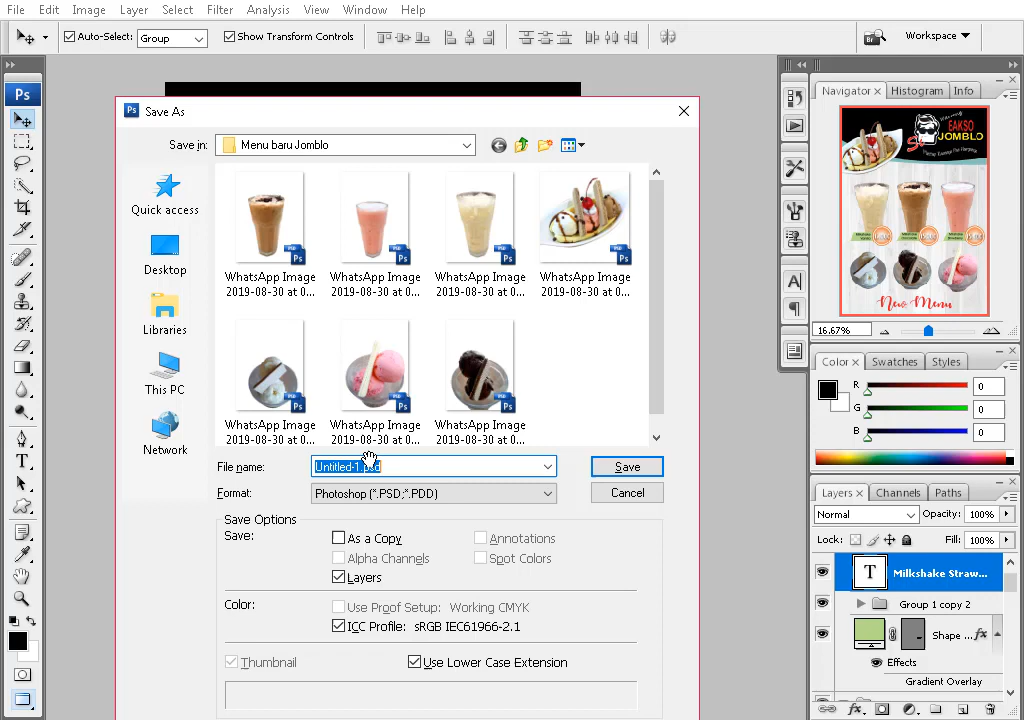 File Edit Image Layer Select Filter Analysis View Window Help
Auto-Select: Group Show Transform Controls
Workspace
Ps
Save As
Save in: Menu baru Jomblo
Quick access
Desktop
Libraries
This PC
Network
WhatsApp Image 2019-08-30 at 0...
WhatsApp Image 2019-08-30 at 0...
WhatsApp Image 2019-08-30 at 0...
WhatsApp Image 2019-08-30 at 0...
WhatsApp Image 2019-08-30 at 0...
WhatsApp Image 2019-08-30 at 0...
WhatsApp Image 2019-08-30 at 0...
File name: Untitled-1.psd
Save
Format: Photoshop (*.PSD;*.PDD)
Cancel
Save Options
Save: As a Copy Annotations
Alpha Channels Spot Colors
Layers
Color: Use Proof Setup: Working CMYK
ICC Profile: sRGB IEC61966-2.1
Thumbnail Use Lower Case Extension
Navigator Histogram Info
EAKSO
JOMBLO
New Menu
16.67%
Color Swatches Styles
R 0
G 0
B 0
Layers Channels Paths
Normal Opacity: 100%
Lock: Fill: 100%
T Milkshake Straw...
Group 1 copy 2
Shape ... fx
Effects
Gradient Overlay